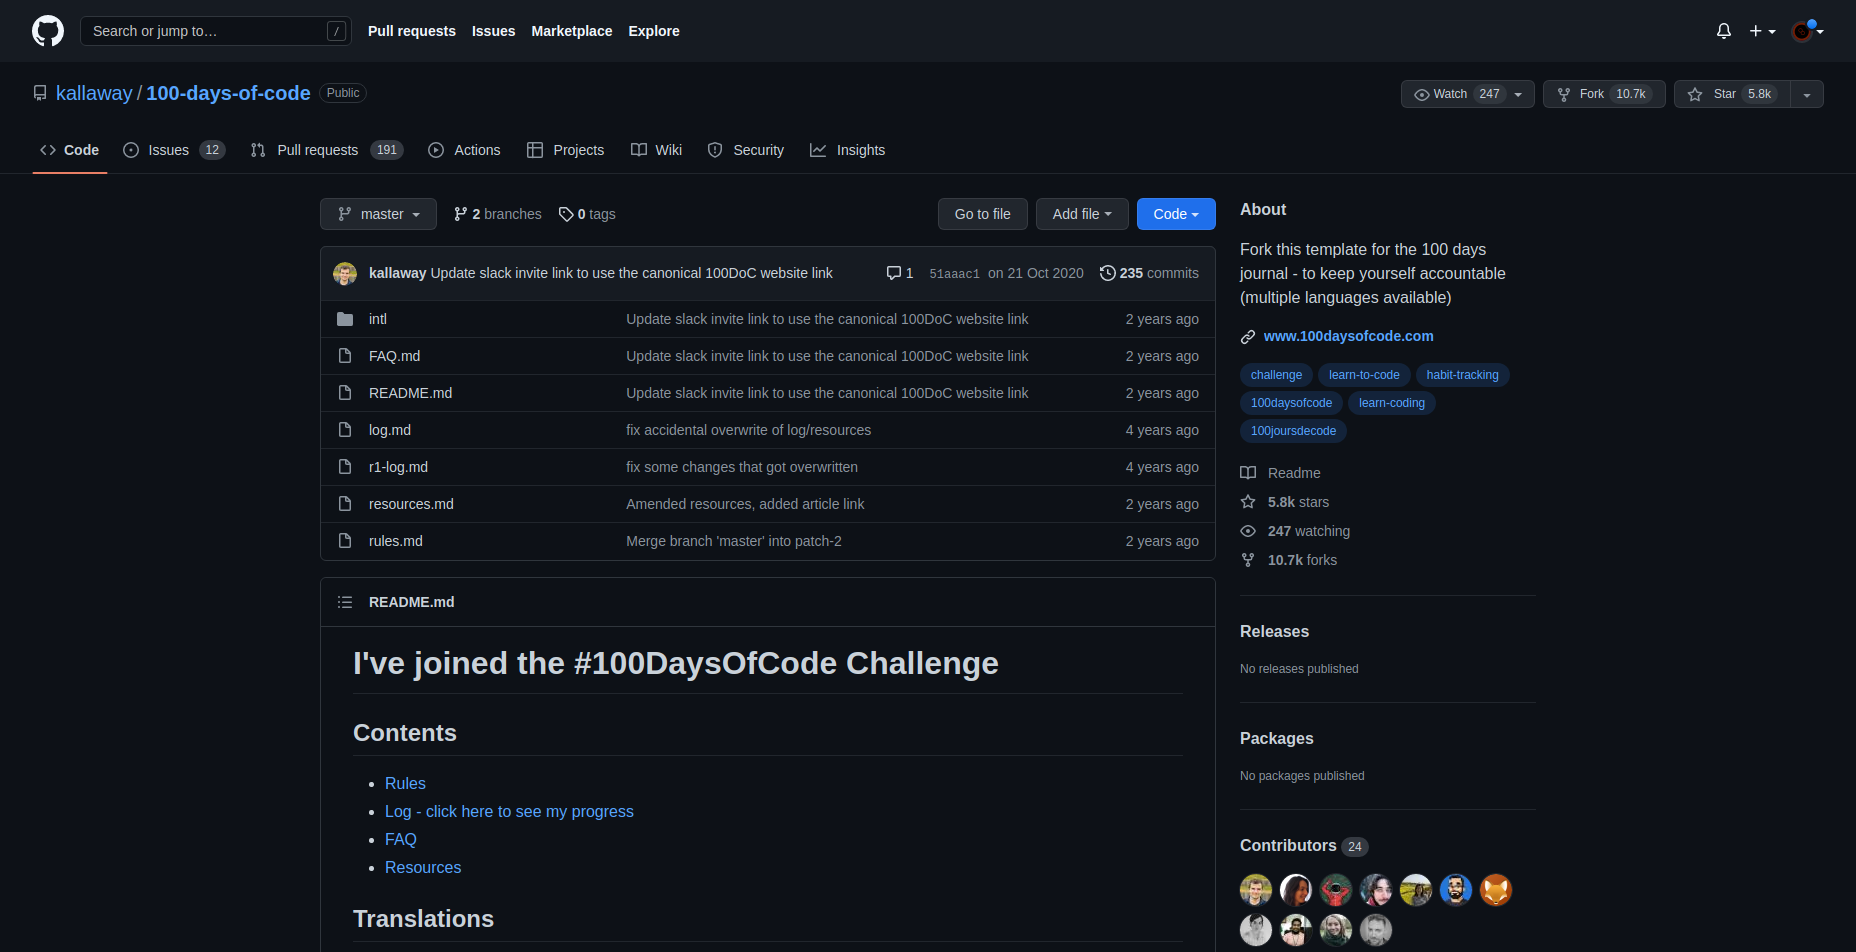 Search or jump to… /
Pull requests Issues Marketplace Explore
kallaway / 100-days-of-code Public
Watch 247 Fork 10.7k Star 5.8k
Code Issues 12 Pull requests 191 Actions Projects Wiki Security Insights
master 2 branches 0 tags Go to file Add file Code
kallaway Update slack invite link to use the canonical 100DoC website link 1 51aaac1 on 21 Oct 2020 235 commits
intl Update slack invite link to use the canonical 100DoC website link 2 years ago
FAQ.md Update slack invite link to use the canonical 100DoC website link 2 years ago
README.md Update slack invite link to use the canonical 100DoC website link 2 years ago
log.md fix accidental overwrite of log/resources 4 years ago
r1-log.md fix some changes that got overwritten 4 years ago
resources.md Amended resources, added article link 2 years ago
rules.md Merge branch 'master' into patch-2 2 years ago
README.md
I've joined the #100DaysOfCode Challenge
Contents
Rules
Log - click here to see my progress
FAQ
Resources
Translations
About
Fork this template for the 100 days
journal - to keep yourself accountable
(multiple languages available)
www.100daysofcode.com
challenge learn-to-code habit-tracking
100daysofcode learn-coding
100joursdecode
Readme
5.8k stars
247 watching
10.7k forks
Releases
No releases published
Packages
No packages published
Contributors 24